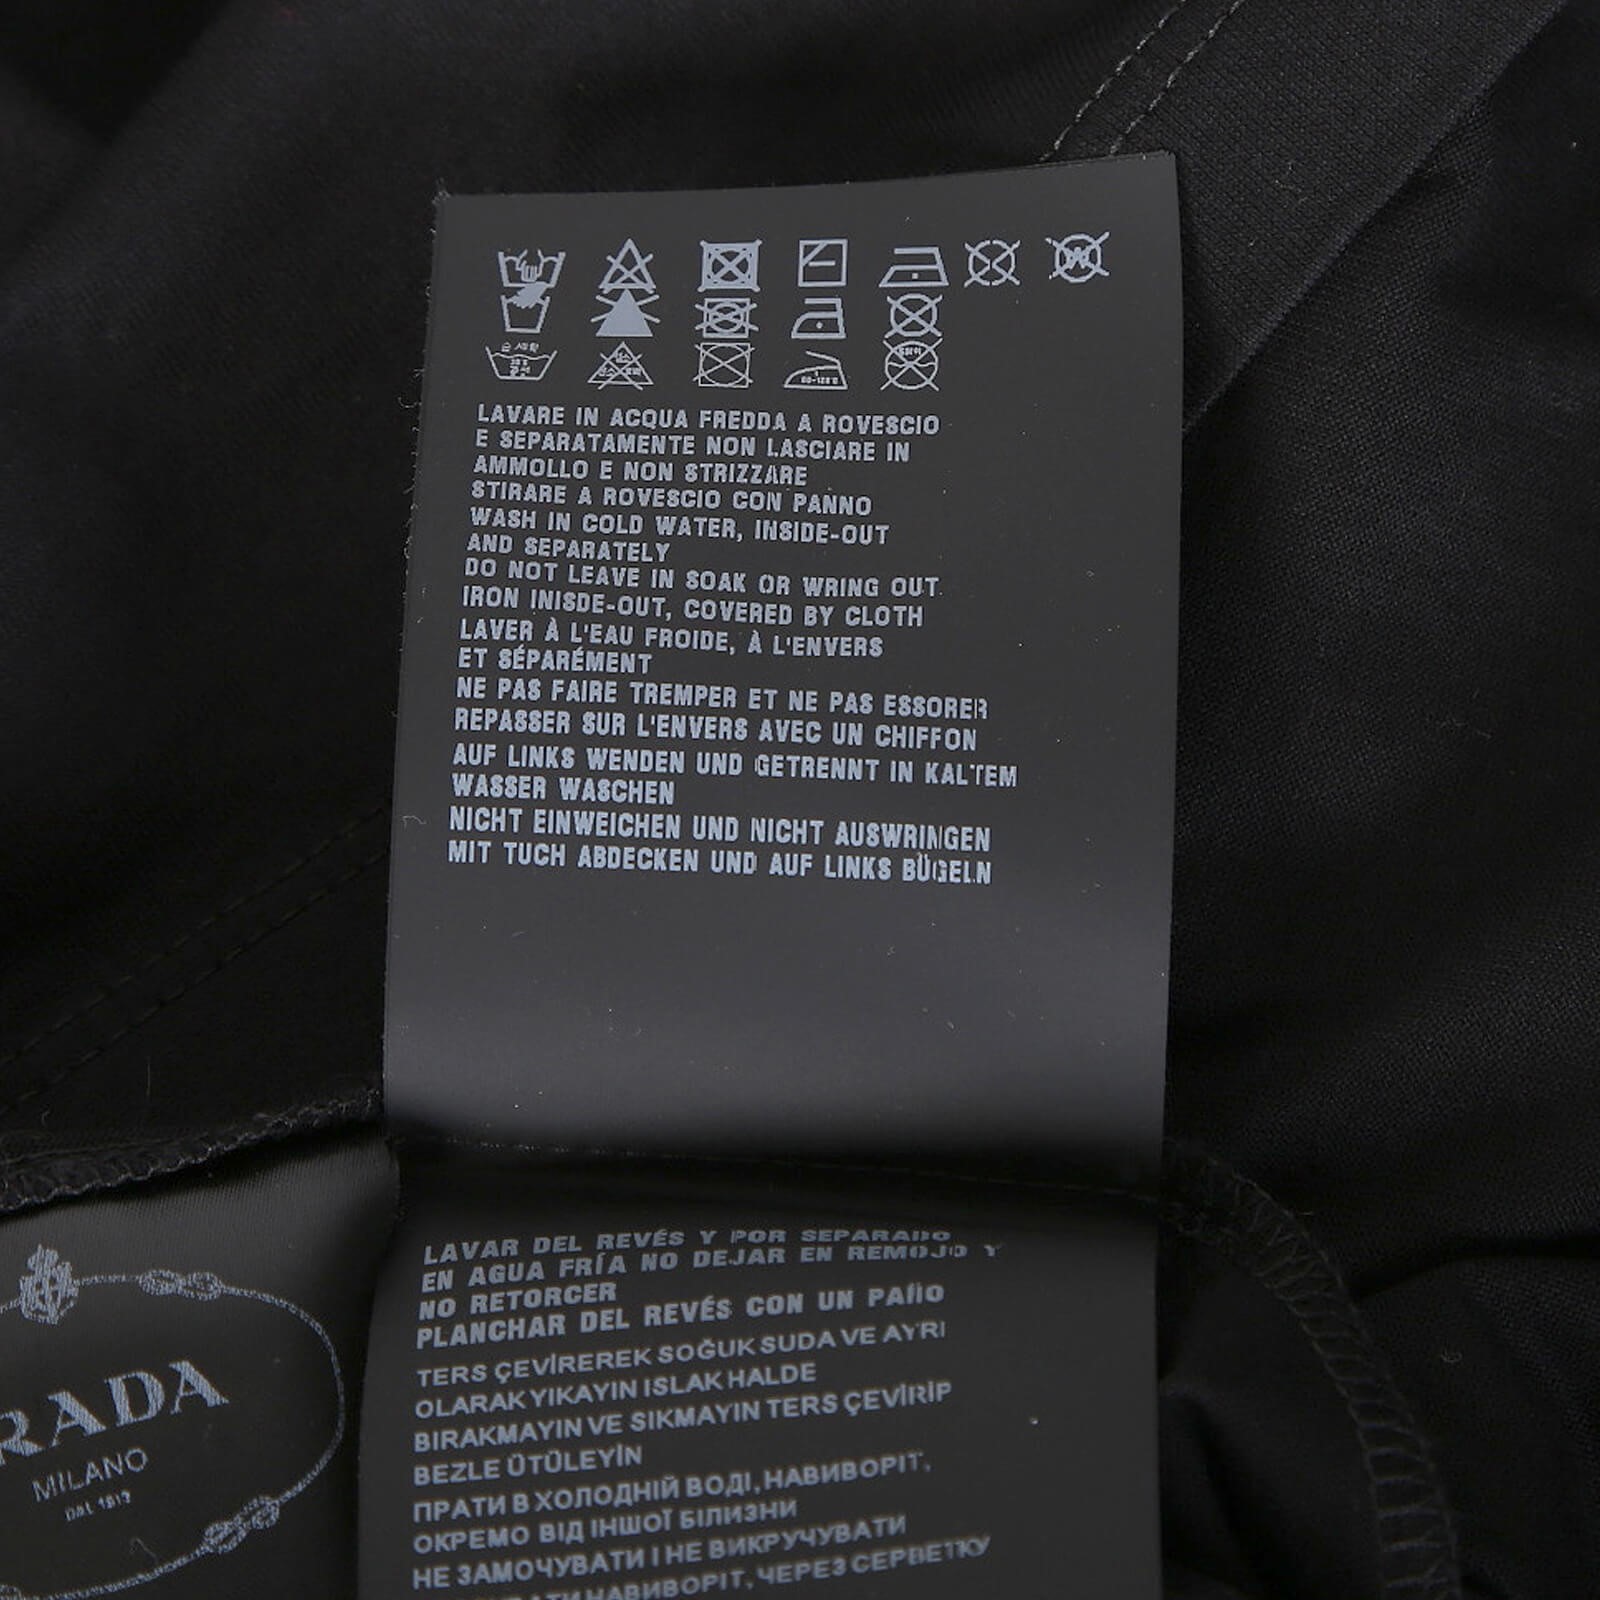 LAVARE IN ACQUA FREDDA A ROVESCIO
E SEPARATAMENTE NON LASCIARE IN
AMMOLLO E NON STRIZZARE
STIRARE A ROVESCIO CON PANNO
WASH IN COLD WATER, INSIDE-OUT
AND SEPARATELY
DO NOT LEAVE IN SOAK OR WRING OUT
IRON INISDE-OUT, COVERED BY CLOTH
LAVER À L'EAU FROIDE, À L'ENVERS
ET SÉPARÉMENT
NE PAS FAIRE TREMPER ET NE PAS ESSORER
REPASSER SUR L'ENVERS AVEC UN CHIFFON
AUF LINKS WENDEN UND GETRENNT IN KALTEM
WASSER WASCHEN
NICHT EINWEICHEN UND NICHT AUSWRINGEN
MIT TUCH ABDECKEN UND AUF LINKS BÜGELN
LAVAR DEL REVÉS Y POR SEPARADO
EN AGUA FRÍA NO DEJAR EN REMOJO Y
NO RETORCER
PLANCHAR DEL REVÉS CON UN PAÑO
TERS ÇEVİREREK SOĞUK SUDA VE AYRI
OLARAK YIKAYIN ISLAK HALDE
BIRAKMAYIN VE SIKMAYIN TERS ÇEVİRİP
BEZLE ÜTÜLEYİN
ПРАТИ В ХОЛОДНІЙ ВОДІ, НАВИВОРІТ,
ОКРЕМО ВІД ІНШОЇ БІЛИЗНИ
НЕ ЗАМОЧУВАТИ І НЕ ВИКРУЧУВАТИ
НАВИВОРІТ, ЧЕРЕЗ СЕРВЕТКУ
RADA
MILANO
DAL 1913